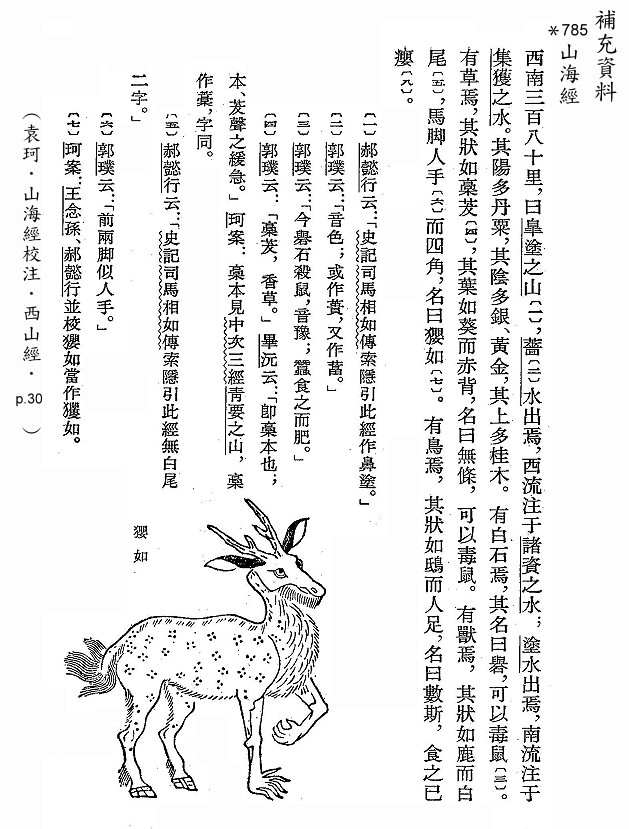 補充資料
*785
山海經
西南三百八十里，曰臯塗之山〔一〕，薔〔二〕水出焉，西流注于諸資之水；塗水出焉，南流注于
集獲之水。其陽多丹粟，其陰多銀、黃金，其上多桂木。有白石焉，其名曰礜，可以毒鼠〔三〕。
有草焉，其狀如藁茇〔四〕，其葉如葵而赤背，名曰無條，可以毒鼠。有獸焉，其狀如鹿而白
尾〔五〕，馬脚人手〔六〕而四角，名曰㺎如〔七〕。有鳥焉，其狀如鴟而人足，名曰數斯，食之已
癭〔八〕。
〔一〕郝懿行云：「史記司馬相如傳索隱引此經作鼻塗。」
〔二〕郭璞云：「音色；或作蕢，又作葘。」
〔三〕郭璞云：「今礜石殺鼠，音豫；蠶食之而肥。」
〔四〕郭璞云：「藁茇，香草。」畢沅云：「卽藁本也；
本、茇聲之緩急。」珂案：藁本見中次三經青要之山，藁
作蒿，字同。
〔五〕郝懿行云：「史記司馬相如傳索隱引此經無白尾
二字。」
〔六〕郭璞云：「前兩脚似人手。」
〔七〕珂案：王念孫、郝懿行並校㺎如當作玃如。
（袁珂．山海經校注．西山經．p.30）
㺎如